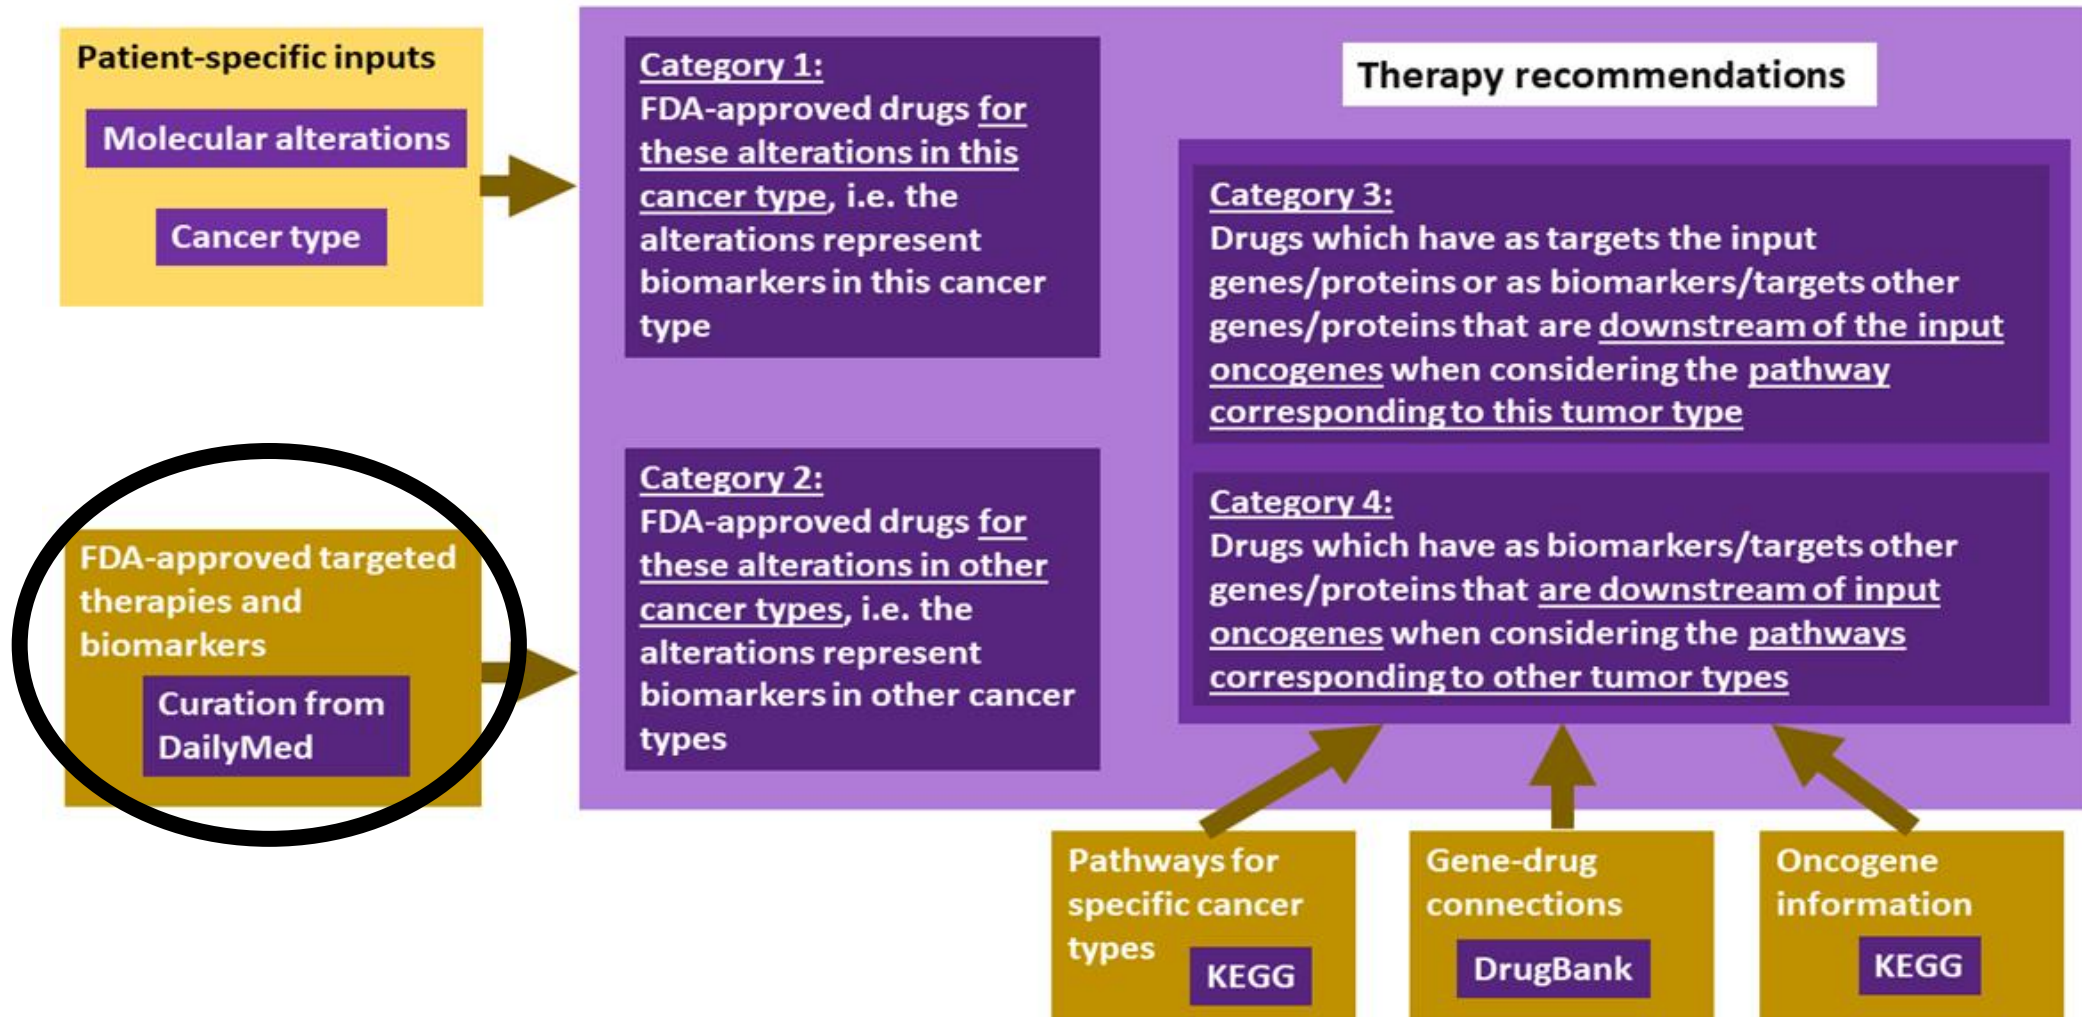 Patient-specific inputs
Molecular alterations
Cancer type
FDA-approved targeted
therapies and
biomarkers
Curation from
DailyMed
Category 1:
FDA-approved drugs for
these alterations in this
cancer type, i.e. the
alterations represent
biomarkers in this cancer
type
Category 2:
FDA-approved drugs for
these alterations in other
cancer types, i.e. the
alterations represent
biomarkers in other cancer
types
Therapy recommendations
Category 3:
Drugs which have as targets the input
genes/proteins or as biomarkers/targets other
genes/proteins that are downstream of the input
oncogenes when considering the pathway
corresponding to this tumor type
Category 4:
Drugs which have as biomarkers/targets other
genes/proteins that are downstream of input
oncogenes when considering the pathways
corresponding to other tumor types
Pathways for
specific cancer
types
KEGG
Gene-drug
connections
DrugBank
Oncogene
information
KEGG